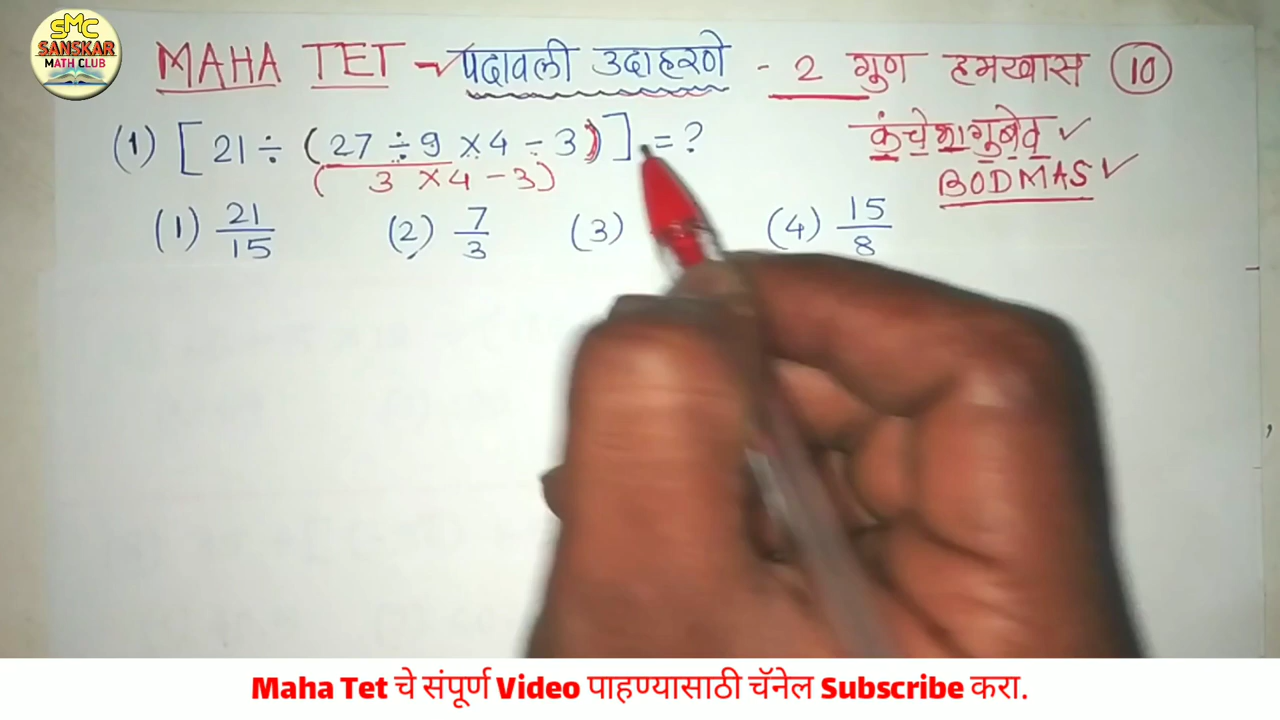 SMC
SANSKAR
MATH CLUB
MAHA TET - पदावली उदाहरणे - 2 गुण हमखास (10)
कुंचेभागुबेव ✓
BODMAS ✓
(1) [21 ÷ (27 ÷ 9 × 4 - 3)] = ?
( 3 × 4 - 3)
(1) 21/15 (2) 7/3 (3) (4) 15/8
Maha Tet चे संपूर्ण Video पाहण्यासाठी चॅनेल Subscribe करा.